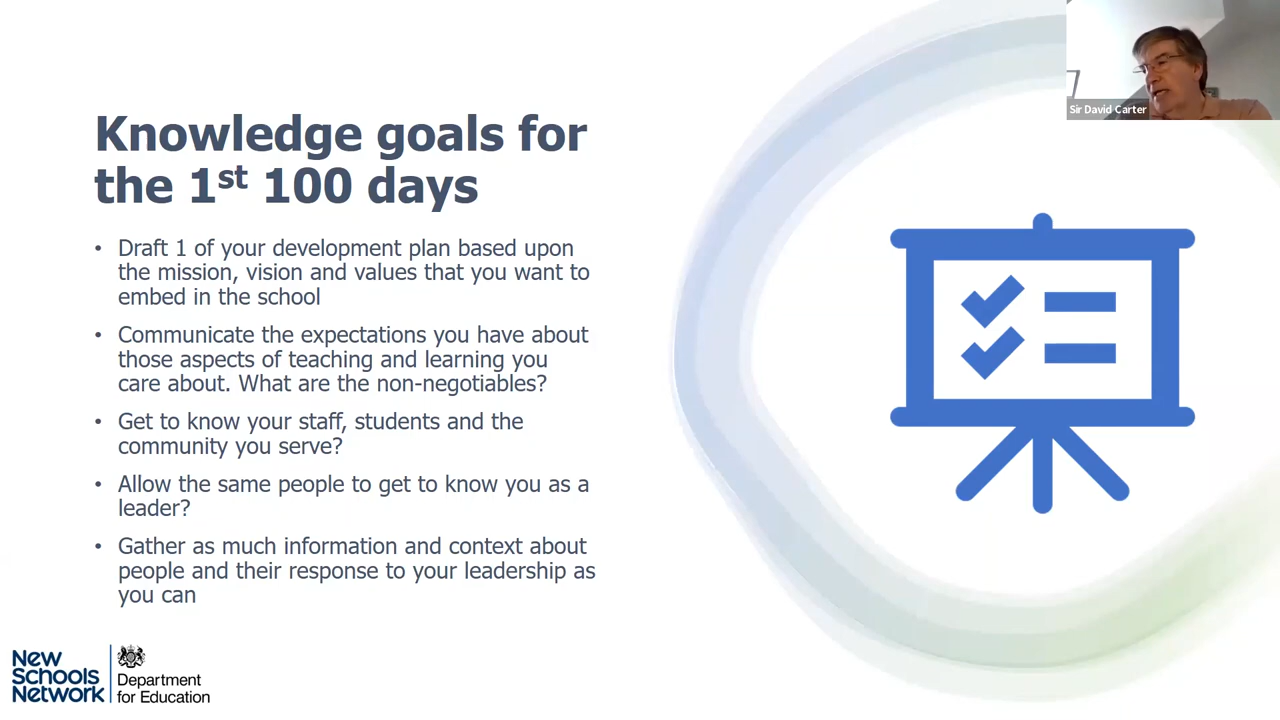 Sir David Carter
Knowledge goals for
the 1st 100 days
• Draft 1 of your development plan based upon
the mission, vision and values that you want to
embed in the school
• Communicate the expectations you have about
those aspects of teaching and learning you
care about. What are the non-negotiables?
• Get to know your staff, students and the
community you serve?
• Allow the same people to get to know you as a
leader?
• Gather as much information and context about
people and their response to your leadership as
you can
New
Schools
Network
Department
for Education